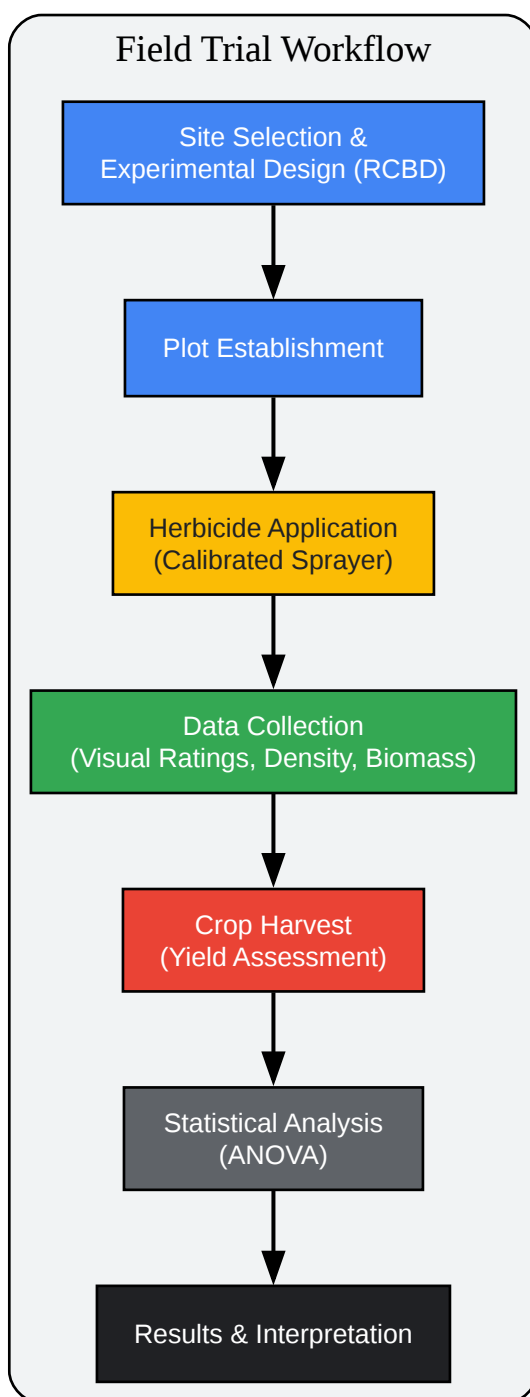 Field Trial Workflow
Site Selection &
Experimental Design (RCBD)
Plot Establishment
Herbicide Application
(Calibrated Sprayer)
Data Collection
(Visual Ratings, Density, Biomass)
Crop Harvest
(Yield Assessment)
Statistical Analysis
(ANOVA)
Results & Interpretation